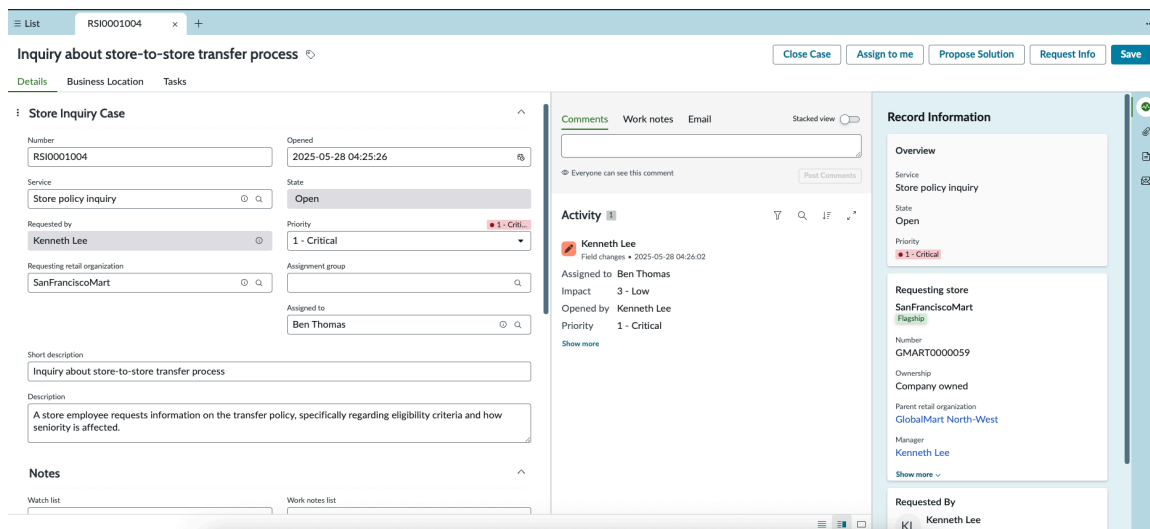 List
RSI0001004
Inquiry about store-to-store transfer process
Close Case
Assign to me
Propose Solution
Request Info
Save
Details
Business Location
Tasks
Store Inquiry Case
Number
RSI0001004
Opened
2025-05-28 04:25:26
Service
Store policy inquiry
State
Open
Requested by
Kenneth Lee
Priority
1 - Criti...
1 - Critical
Requesting retail organization
SanFranciscoMart
Assignment group
Assigned to
Ben Thomas
Short description
Inquiry about store-to-store transfer process
Description
A store employee requests information on the transfer policy, specifically regarding eligibility criteria and how
seniority is affected.
Notes
Watch list
Work notes list
Comments
Work notes
Email
Stacked view
Everyone can see this comment
Post Comments
Activity 1
Kenneth Lee
Field changes • 2025-05-28 04:26:02
Assigned to Ben Thomas
Impact 3 - Low
Opened by Kenneth Lee
Priority 1 - Critical
Show more
Record Information
Overview
Service
Store policy inquiry
State
Open
Priority
1 - Critical
Requesting store
SanFranciscoMart
Flagship
Number
GMART0000059
Ownership
Company owned
Parent retail organization
GlobalMart North-West
Manager
Kenneth Lee
Show more
Requested By
KL
Kenneth Lee